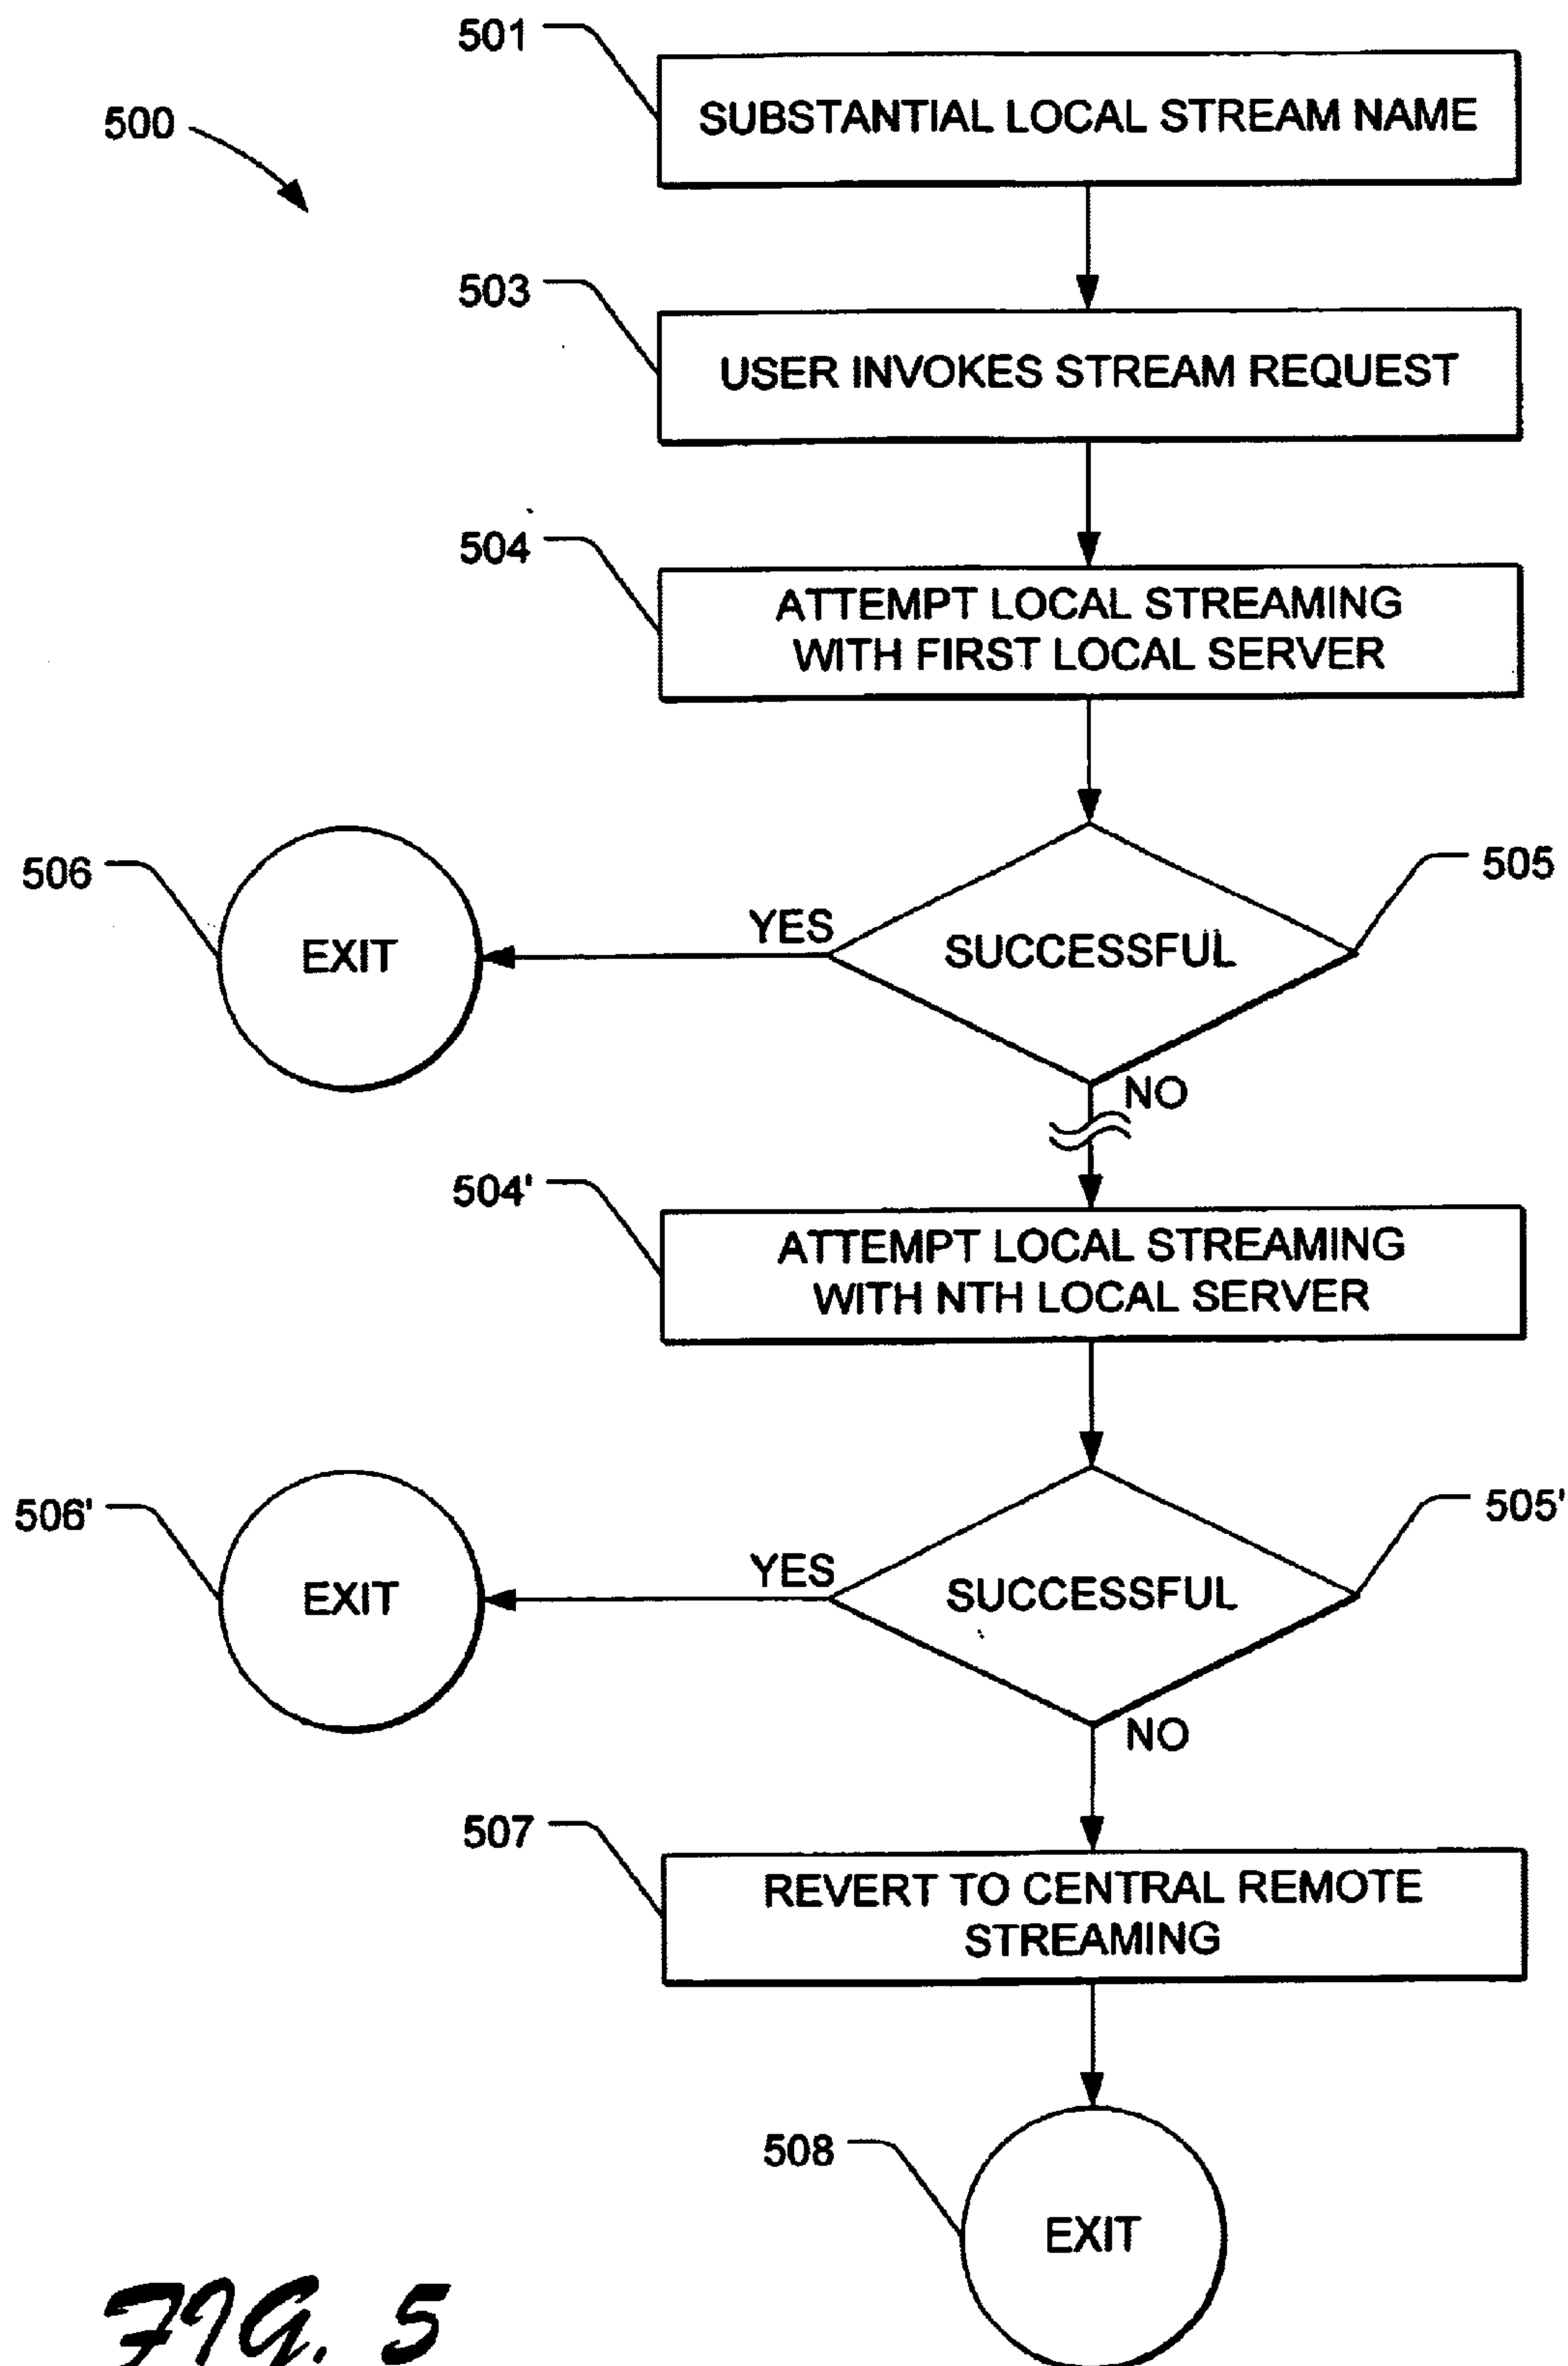 501
SUBSTANTIAL LOCAL STREAM NAME
500
503
USER INVOKES STREAM REQUEST
504
ATTEMPT LOCAL STREAMING
WITH FIRST LOCAL SERVER
506
EXIT
YES
SUCCESSFUL
505
NO
504'
ATTEMPT LOCAL STREAMING
WITH NTH LOCAL SERVER
506'
EXIT
YES
SUCCESSFUL
505'
NO
507
REVERT TO CENTRAL REMOTE
STREAMING
508
EXIT
FIG. 5